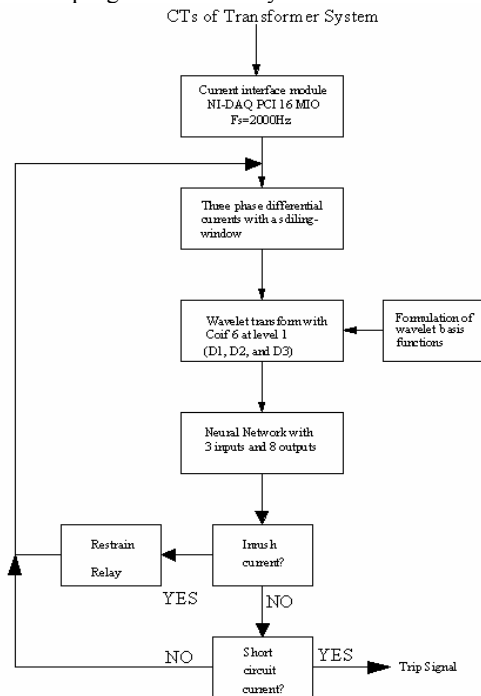 CTs of Transformer System
Current interface module
NI-DAQ PCI 16 MIO
Fs=2000Hz
Three phase differential
currents with a sdiling-
window
Wavelet transform with
Coif 6 at level 1
(D1, D2, and D3)
Formulation of
wavelet basis
functions
Neural Network with
3 inputs and 8 outputs
Restrain
Relay
Inrush
current?
YES
NO
NO
Short
circuit
current?
YES
Trip Signal